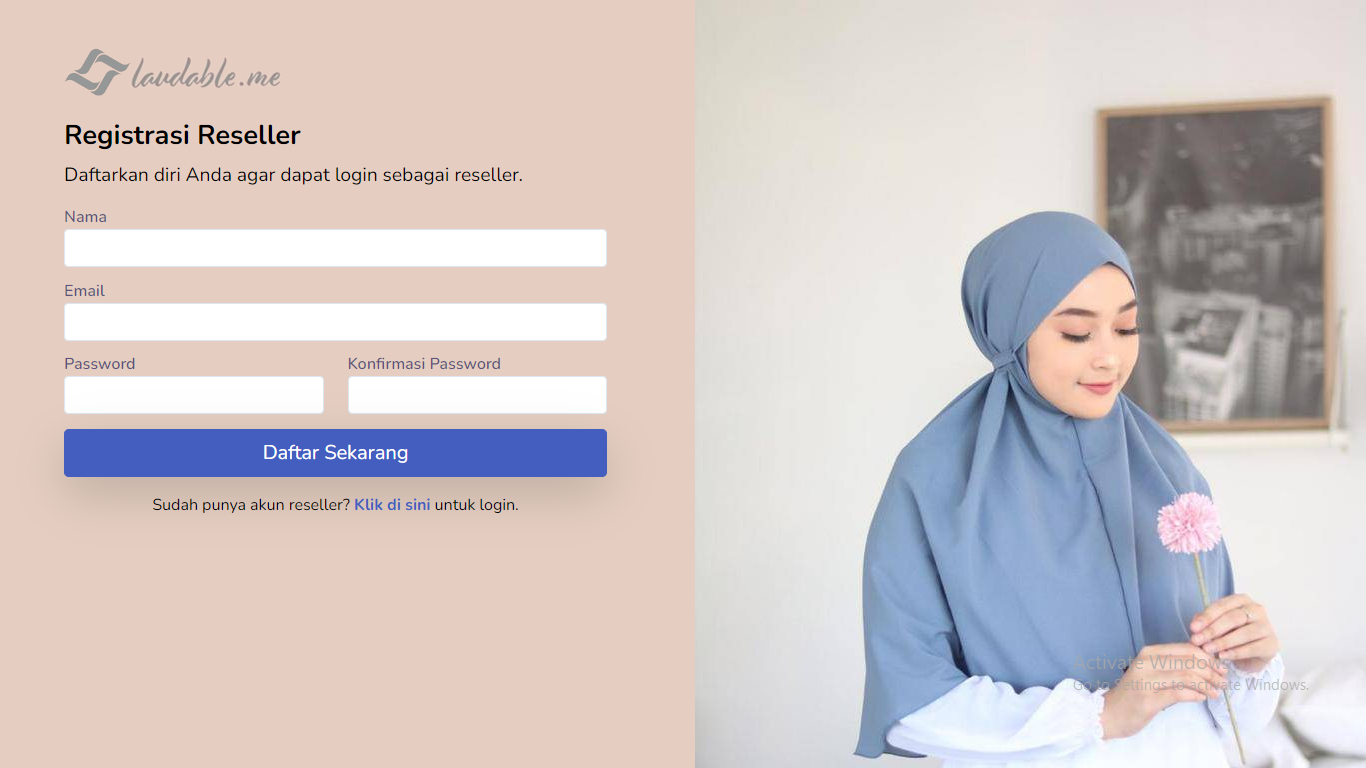 laudable.me
Registrasi Reseller
Daftarkan diri Anda agar dapat login sebagai reseller.
Nama
Email
Password Konfirmasi Password
Daftar Sekarang
Sudah punya akun reseller? Klik di sini untuk login.
Activate Windows
Go to Settings to activate Windows.